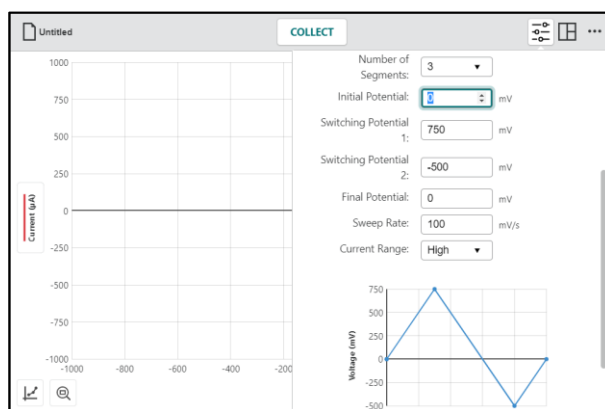 Untitled
COLLECT
1000
750
500
250
0
-250
-500
-750
-1000
-1000
-800
-600
-400
-200
Current (µA)
Number of
Segments:
3
Initial Potential:
0
mV
Switching Potential
1:
750
mV
Switching Potential
2:
-500
mV
Final Potential:
0
mV
Sweep Rate:
100
mV/s
Current Range:
High
Voltage (mV)
750
500
250
0
-250
-500